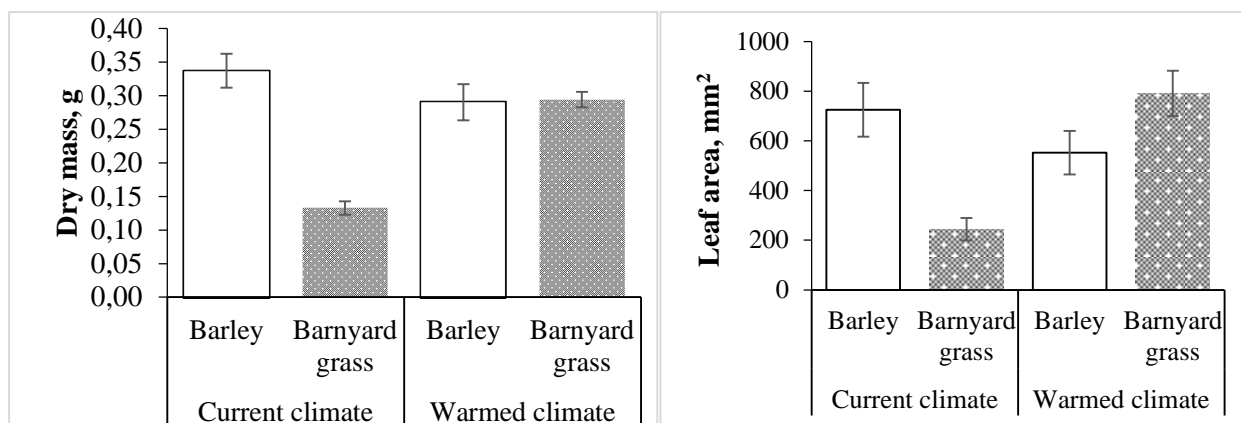 Dry mass, g
0,40
0,35
0,30
0,25
0,20
0,15
0,10
0,05
0,00
Barley Barnyard grass Barley Barnyard grass
Current climate Warmed climate
Leaf area, mm²
1000
800
600
400
200
0
Barley Barnyard grass Barley Barnyard grass
Current climate Warmed climate